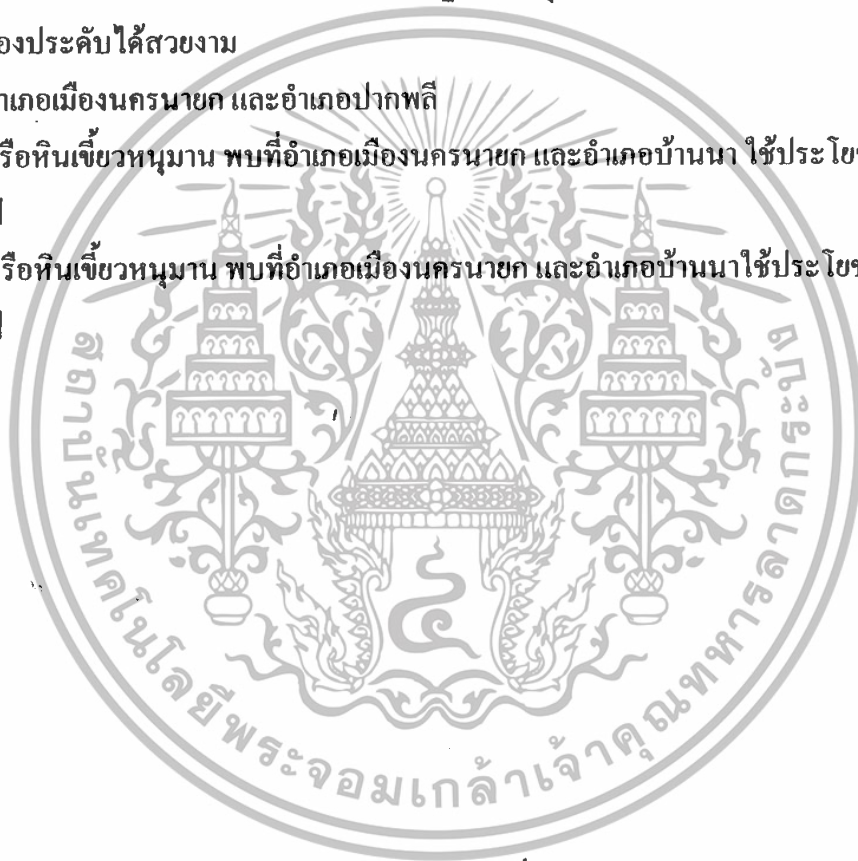 องประดับได้สวยงาม
าเภอเมืองนครนายก และอำเภอปากพลี
รือหินเขี้ยวหนุมาน พบที่อำเภอเมืองนครนายก และอำเภอบ้านนา ใช้ประโยช
รือหินเขี้ยวหนุมาน พบที่อำเภอเมืองนครนายก และอำเภอบ้านนาใช้ประโยช
สถาบันเทคโนโลยีพระจอมเกล้าเจ้าคุณทหารลาดกระบัง